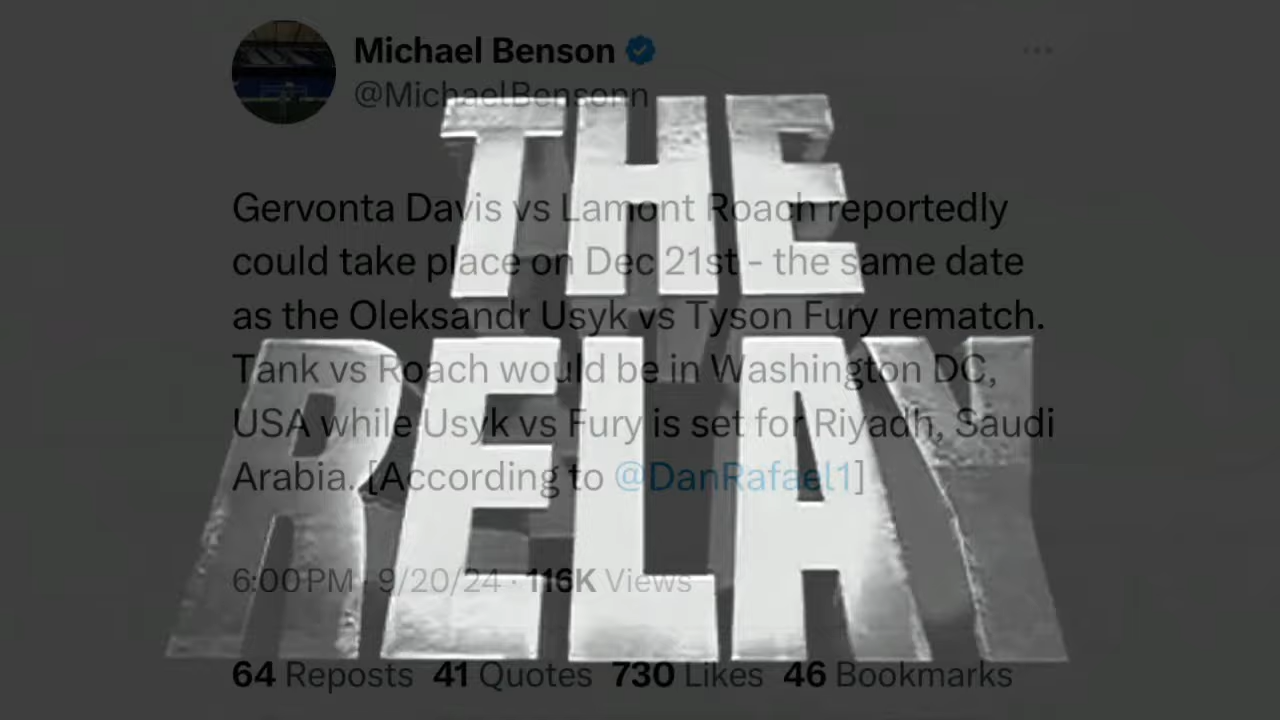 Michael Benson
@MichaelBensonn
THE
RELAY
Gervonta Davis vs Lamont Roach reportedly
could take place on Dec 21st - the same date
as the Oleksandr Usyk vs Tyson Fury rematch.
Tank vs Roach would be in Washington DC,
USA while Usyk vs Fury is set for Riyadh, Saudi
Arabia. [According to @DanRafael1]
6:00 PM · 9/20/24 · 116K Views
64 Reposts 41 Quotes 730 Likes 46 Bookmarks